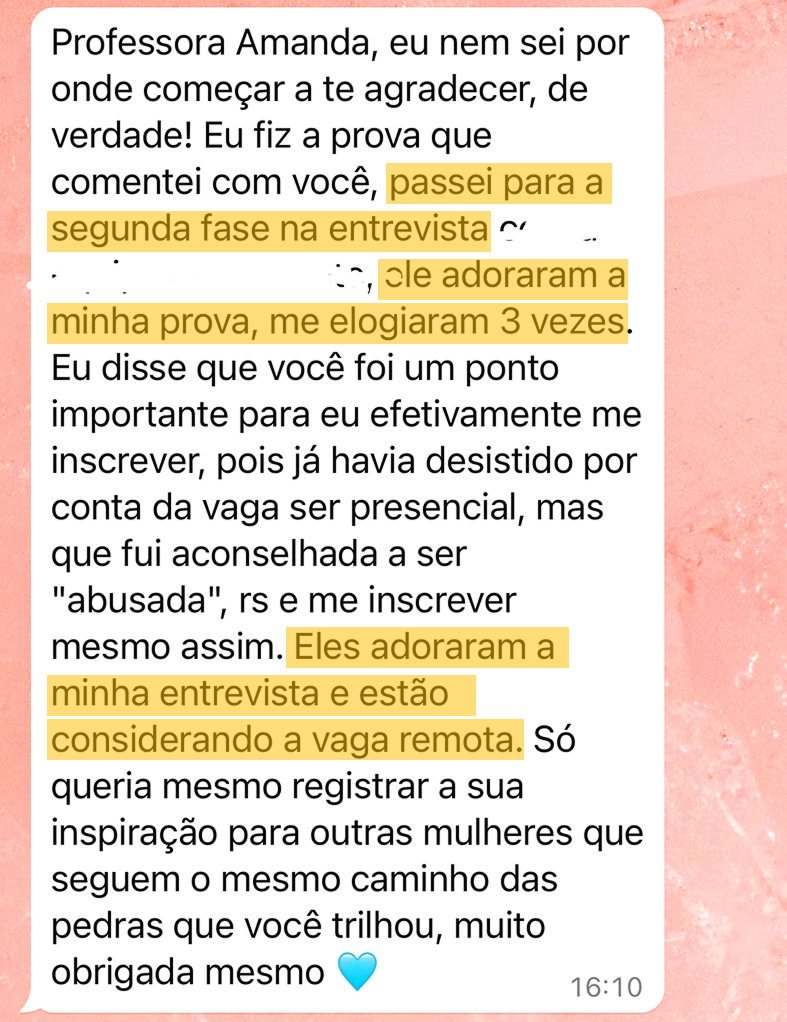 Professora Amanda, eu nem sei por
onde começar a te agradecer, de
verdade! Eu fiz a prova que
comentei com você, passei para a
segunda fase na entrevista
ele adoraram a
minha prova, me elogiaram 3 vezes.
Eu disse que você foi um ponto
importante para eu efetivamente me
inscrever, pois já havia desistido por
conta da vaga ser presencial, mas
que fui aconselhada a ser
"abusada", rs e me inscrever
mesmo assim. Eles adoraram a
minha entrevista e estão
considerando a vaga remota. Só
queria mesmo registrar a sua
inspiração para outras mulheres que
seguem o mesmo caminho das
pedras que você trilhou, muito
obrigada mesmo 🩵
16:10